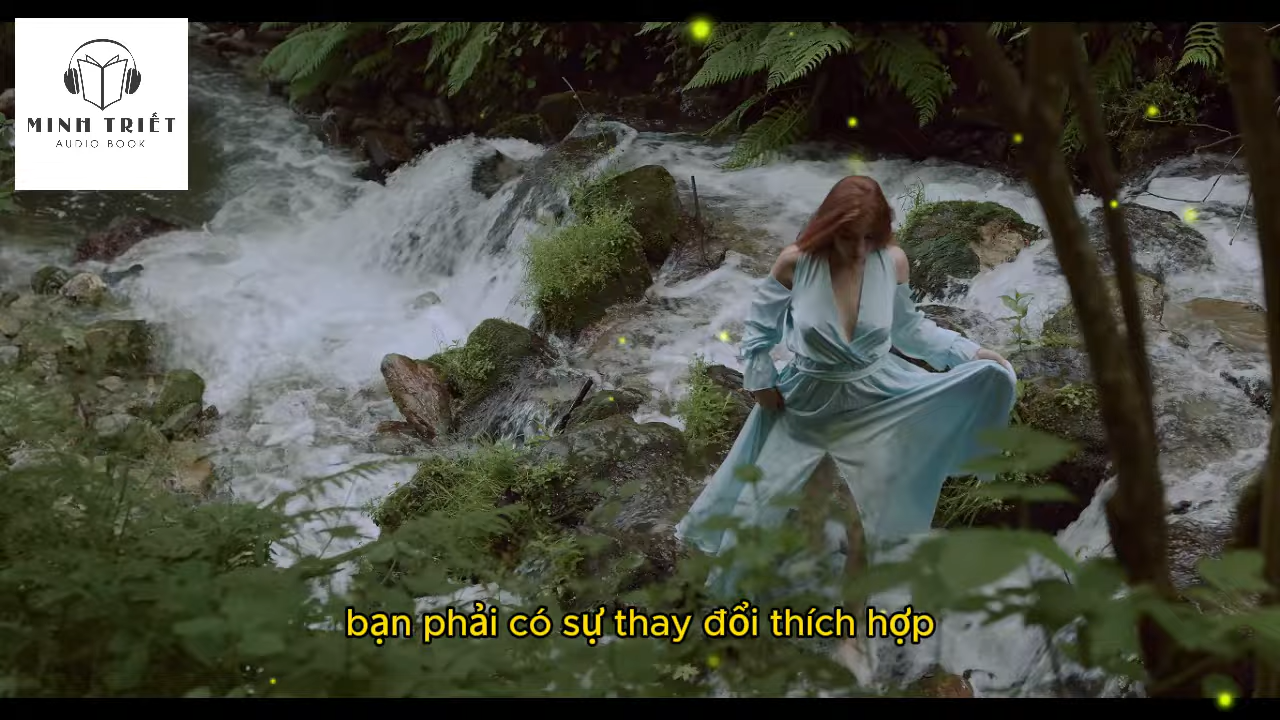 MINH TRIẾT
AUDIO BOOK
bạn phải có sự thay đổi thích hợp